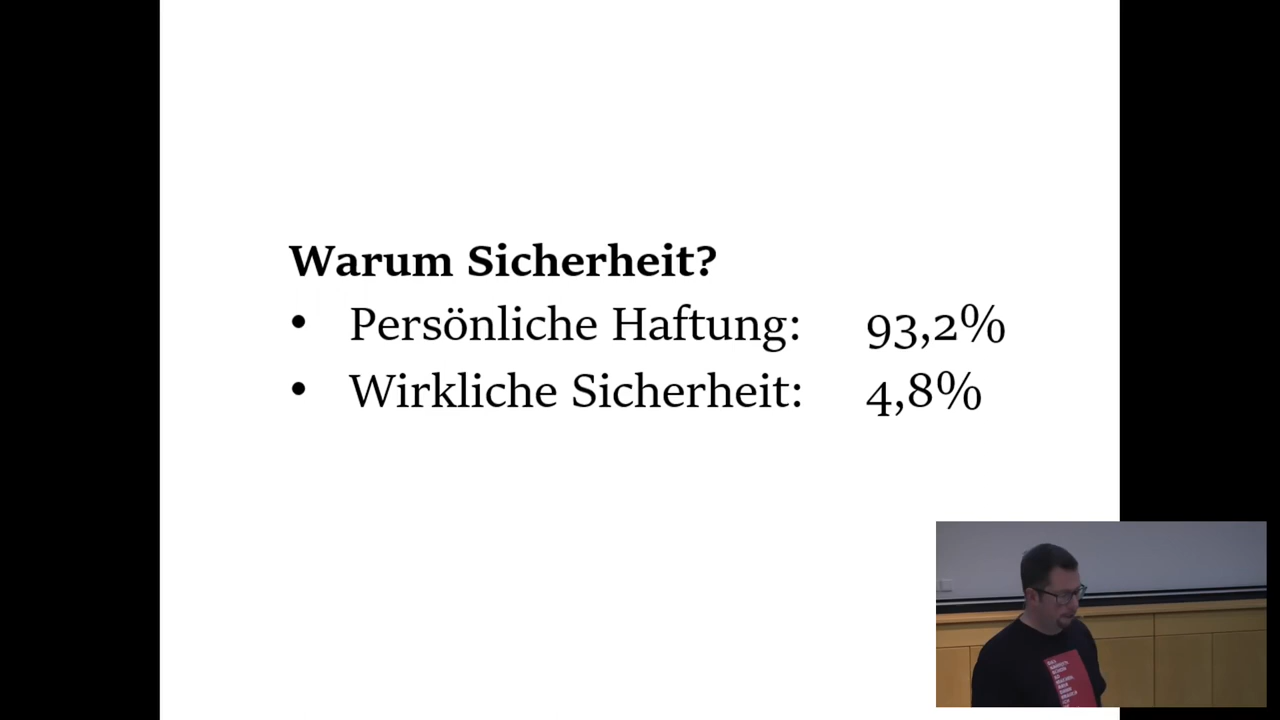 Warum Sicherheit?
• Persönliche Haftung: 93,2%
• Wirkliche Sicherheit: 4,8%